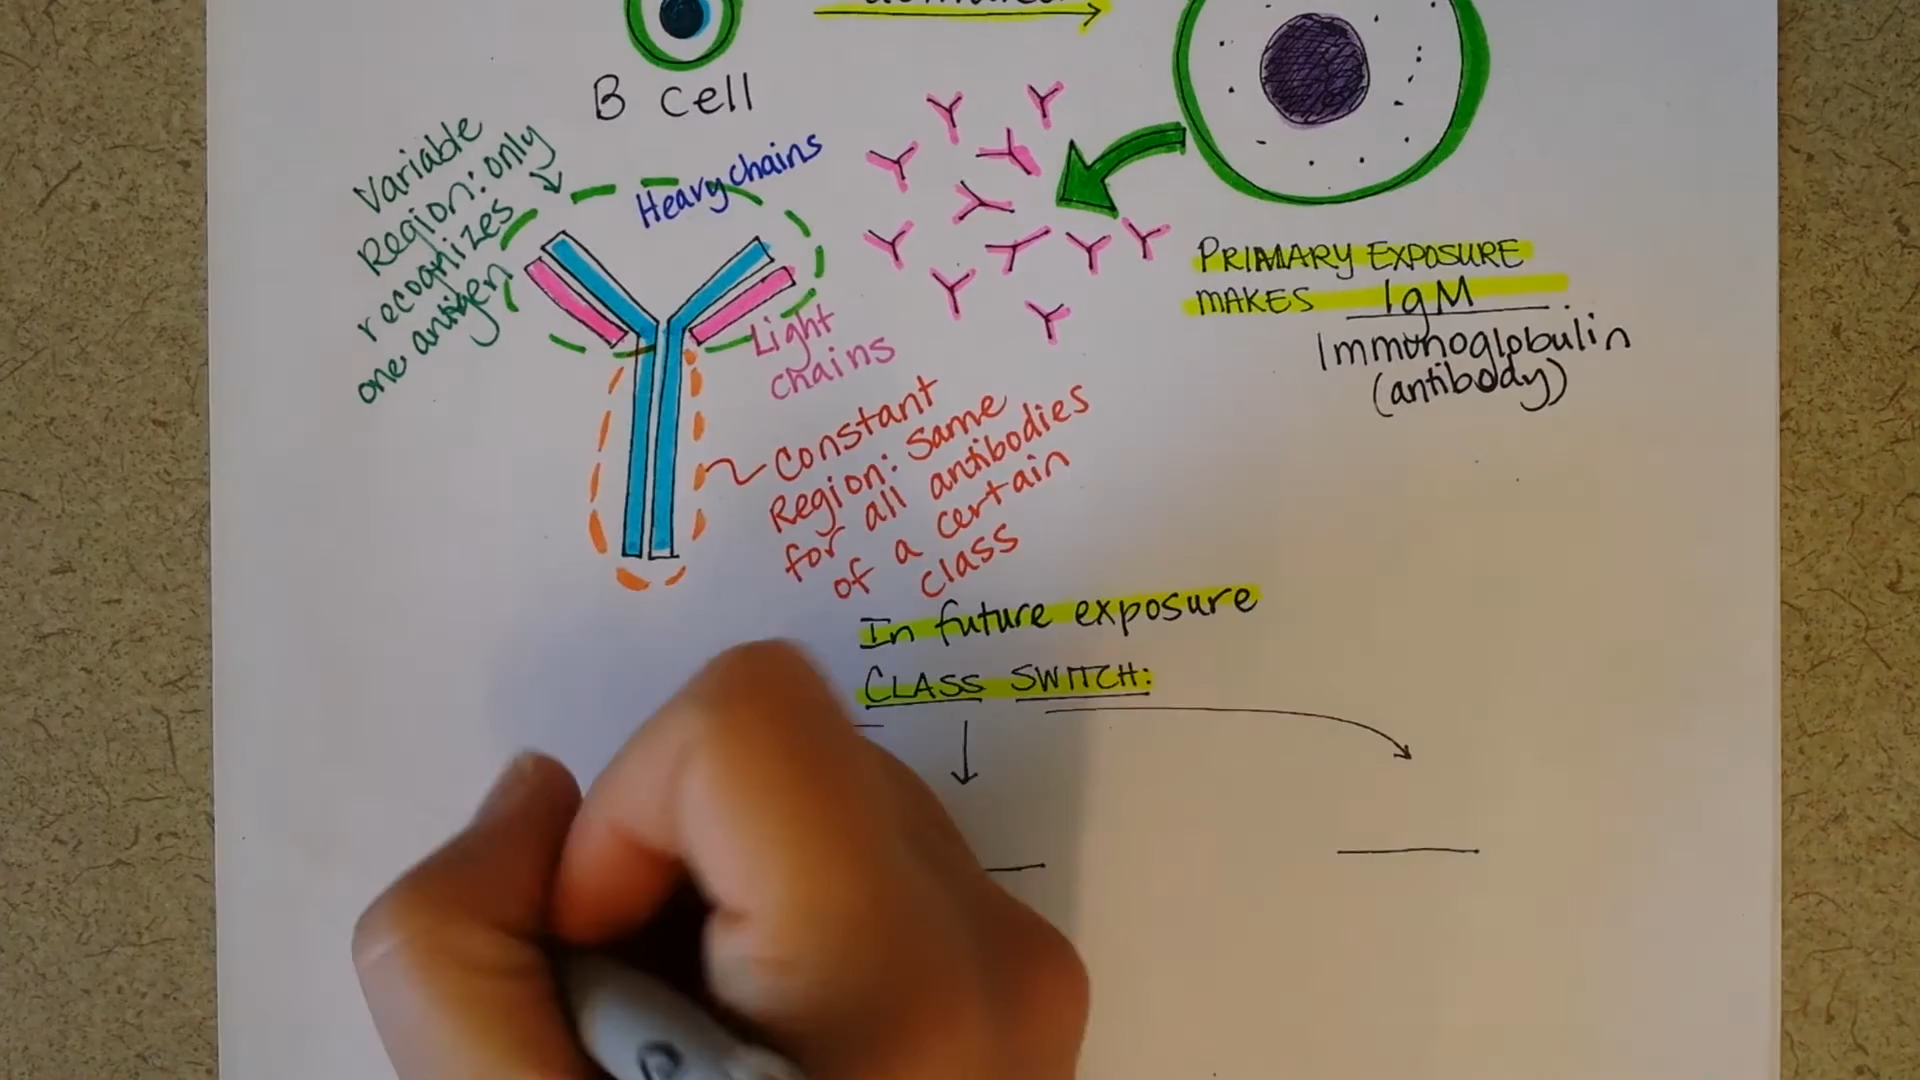 B cell
Variable
Region: only
recognizes
one antigen
Heavy chains
Light
chains
Constant
Region: Same
for all antibodies
of a certain
class
PRIMARY EXPOSURE
MAKES IgM
Immunoglobulin
(antibody)
In future exposure
CLASS SWITCH: